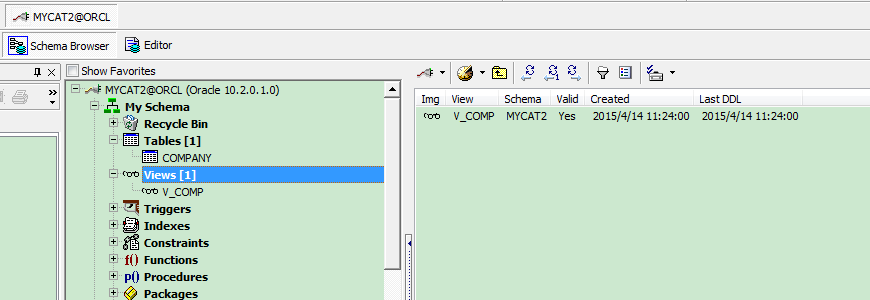 MYCAT2@ORCL
Schema Browser Editor
Show Favorites
MYCAT2@ORCL (Oracle 10.2.0.1.0)
My Schema
Recycle Bin
Tables [1]
COMPANY
Views [1]
V_COMP
Triggers
Indexes
Constraints
f() Functions
p() Procedures
Packages
Img View Schema Valid Created Last DDL
V_COMP MYCAT2 Yes 2015/4/14 11:24:00 2015/4/14 11:24:00